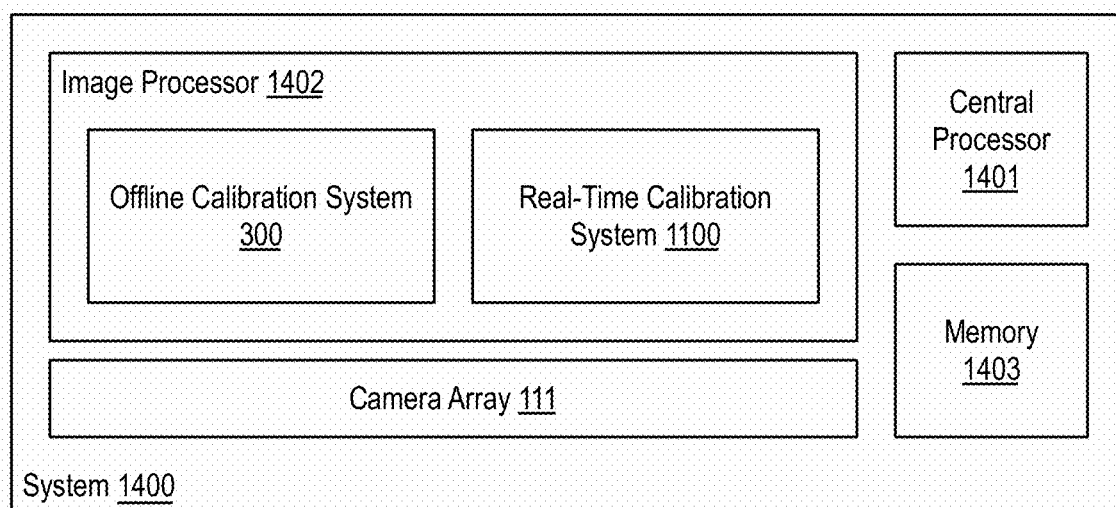 Image Processor 1402
Offline Calibration System
300
Real-Time Calibration
System 1100
Central
Processor
1401
Memory
1403
Camera Array 111
System 1400